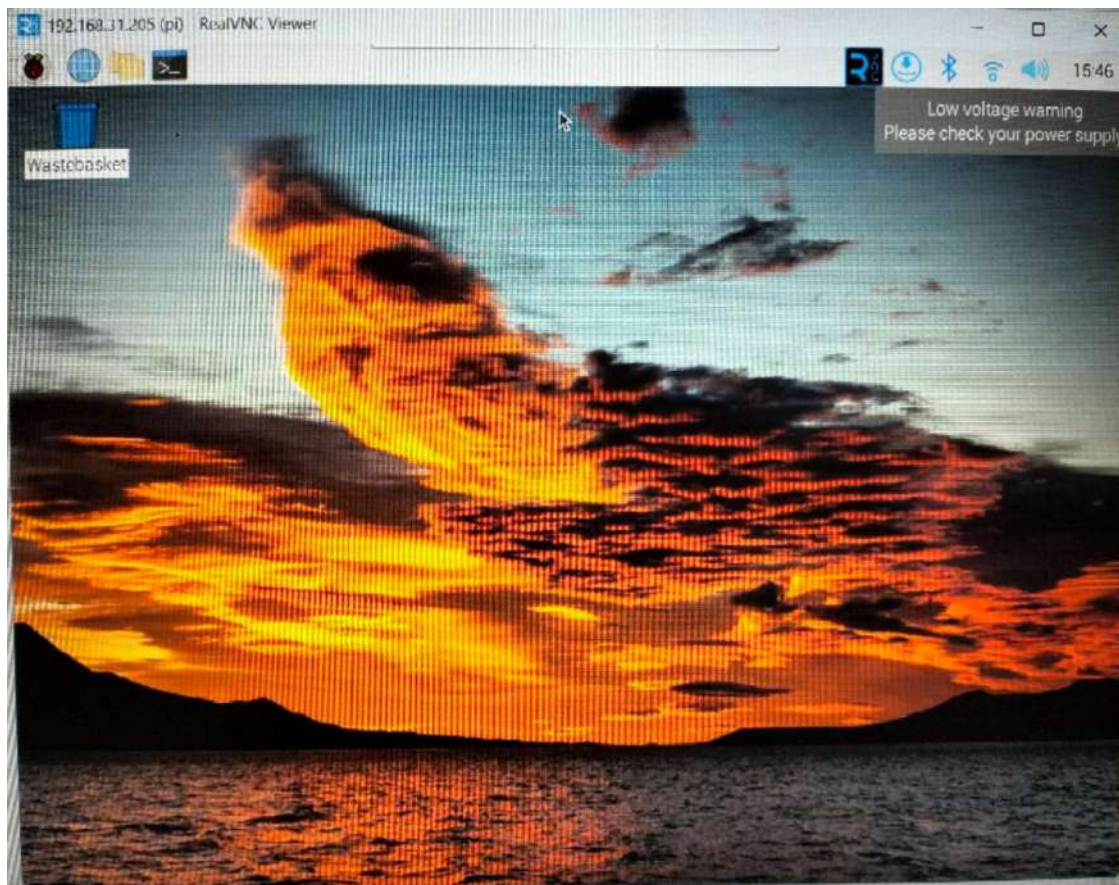 192.168.31.205 (pi) RealVNC Viewer
>_
15:46
Low voltage warning
Please check your power supply
Wastebasket